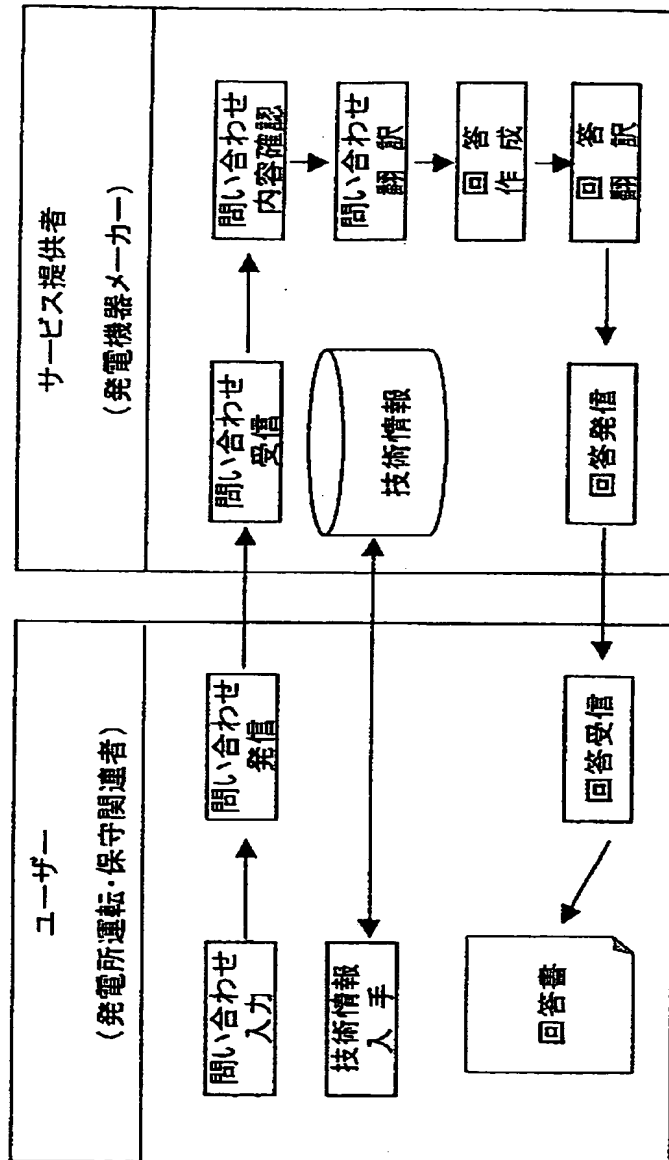 ユーザー
(発電所運転・保守関連者)
サービス提供者
(発電機器メーカー)
問い合わせ
入力
問い合わせ
発信
問い合わせ
受信
問い合わせ
内容確認
問い合わせ
翻訳
回答
作成
回答
翻訳
技術情報
入手
技術情報
回答書
回答受信
回答発信